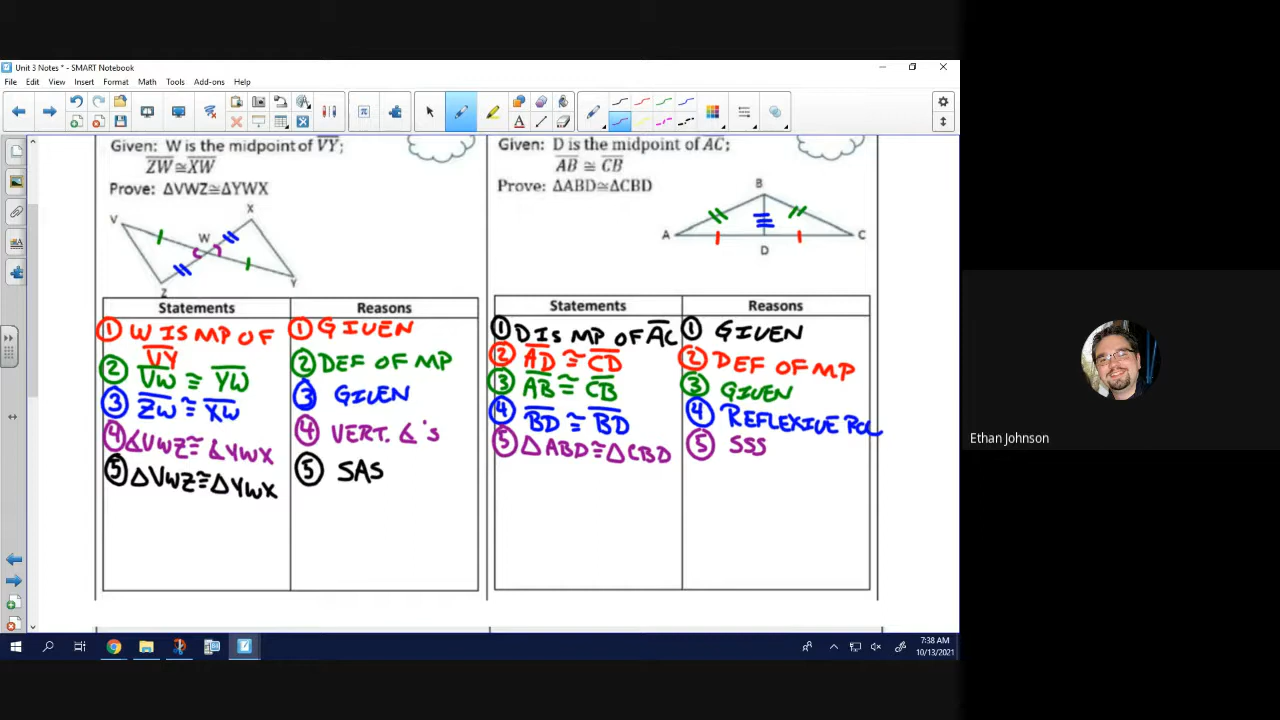 Unit 3 Notes * - SMART Notebook
File Edit View Insert Format Math Tools Add-ons Help
Given: W is the midpoint of VY;
ZW≅XW
Prove: ΔVWZ≅ΔYWX
V
X
W
Z
Y
Statements
Reasons
① W IS MP OF
VY
① GIVEN
② VW ≅ YW
② DEF OF MP
③ ZW ≅ XW
③ GIVEN
④ ∡VWZ≅ ∡YWX
④ VERT. ∡'S
⑤ ΔVWZ≅ΔYWX
⑤ SAS
Given: D is the midpoint of AC;
AB ≅ CB
Prove: ΔABD≅ΔCBD
B
A
C
D
Statements
Reasons
① D IS MP OF AC
① GIVEN
② AD ≅ CD
② DEF OF MP
③ AB ≅ CB
③ GIVEN
④ BD ≅ BD
④ REFLEXIVE POC
⑤ Δ ABD≅ΔCBD
⑤ SSS
Ethan Johnson
7:38 AM
10/13/2021